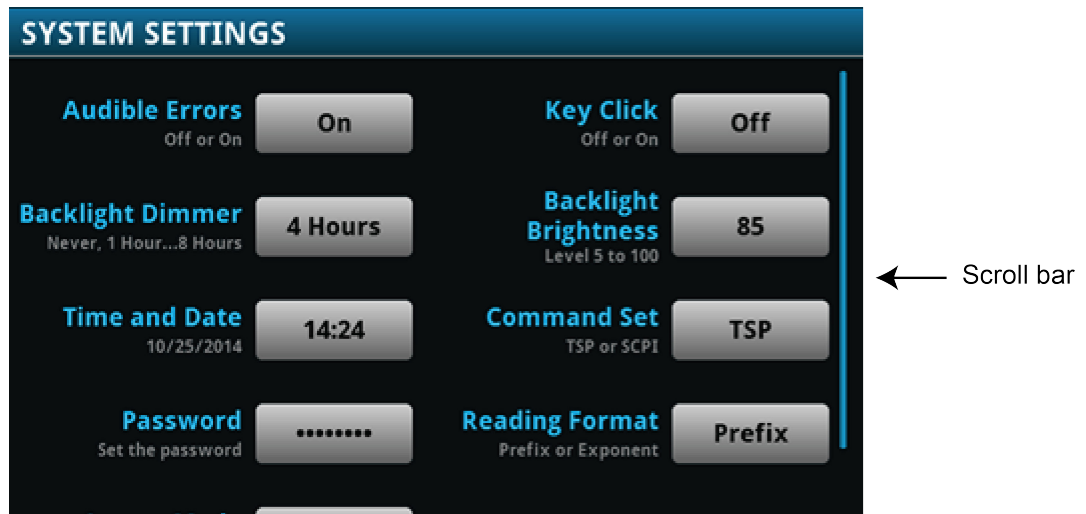 SYSTEM SETTINGS
Audible Errors
Off or On
On
Key Click
Off or On
Off
Backlight Dimmer
Never, 1 Hour...8 Hours
4 Hours
Backlight
Brightness
Level 5 to 100
85
Scroll bar
Time and Date
10/25/2014
14:24
Command Set
TSP or SCPI
TSP
Password
Set the password
••••••••
Reading Format
Prefix or Exponent
Prefix